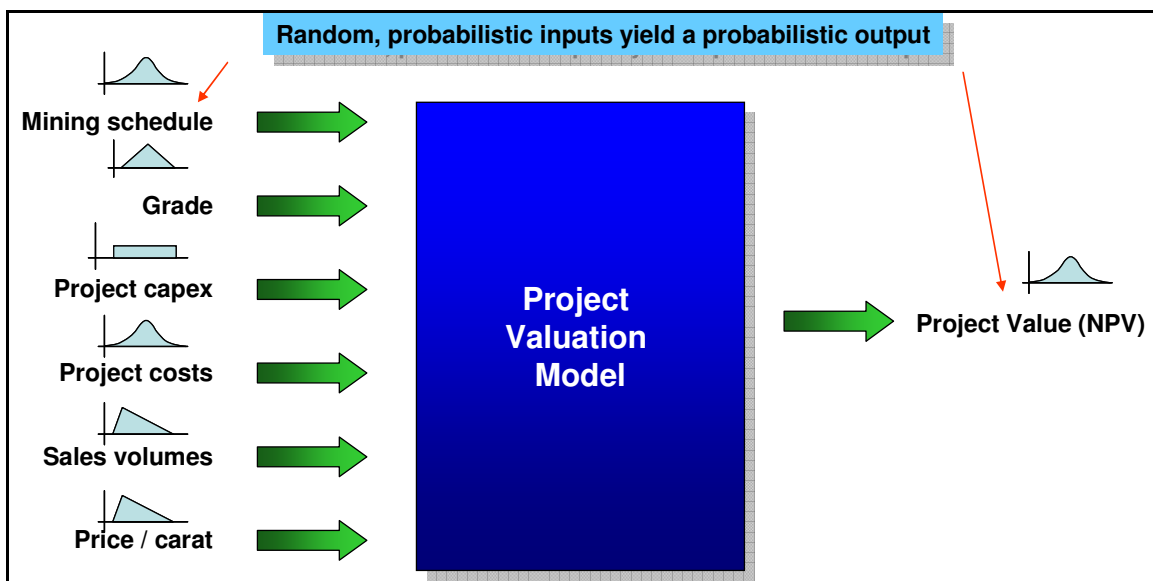 Random, probabilistic inputs yield a probabilistic output
Mining schedule
Grade
Project capex
Project costs
Sales volumes
Price / carat
Project
Valuation
Model
Project Value (NPV)